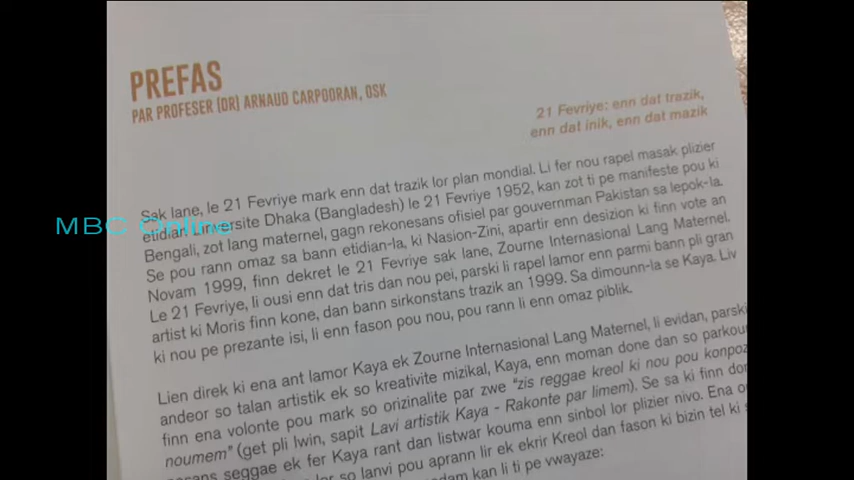 PREFAS
PAR PROFESER (DR) ARNAUD CARPOORAN, OSK
21 Fevriye: enn dat trazik,
enn dat inik, enn dat mazik
Sak lane, le 21 Fevriye mark enn dat trazik lor plan mondial. Li fer nou rapel masak plizier
etidian Universite Dhaka (Bangladesh) le 21 Fevriye 1952, kan zot ti pe manifeste pou ki
Bengali, zot lang maternel, gagn rekonesans ofisiel par gouvernman Pakistan sa lepok-la.
Se pou rann omaz sa bann etidian-la, ki Nasion-Zini, apartir enn desizion ki finn vote an
Novam 1999, finn dekret le 21 Fevriye sak lane, Zourne Internasional Lang Maternel.
Le 21 Fevriye, li ousi enn dat tris dan nou pei, parski li rapel lamor enn parmi bann pli gran
artist ki Moris finn kone, dan bann sirkonstans trazik an 1999. Sa dimounn-la se Kaya. Liv
ki nou pe prezante isi, li enn fason pou nou, pou rann li enn omaz piblik.
Lien direk ki ena ant lamor Kaya ek Zourne Internasional Lang Maternel, li evidan, parski
andeor so talan artistik ek so kreativite mizikal, Kaya, enn moman done dan so
finn ena volonte pou mark so orizinalite par zwe “zis reggae kreol ki nou pou
noumem” (get pli lwin, sapit Lavi artistik Kaya - Rakonte par limem). Se sa ki finn
seggae ek fer Kaya rant dan listwar kouma enn sinbol lor plizier nivo. Ena
lor so lanvi pou aprann lir ek ekrir Kreol dan fason ki bizin tel ki
kan li ti pe vwayaze:
MBC Online